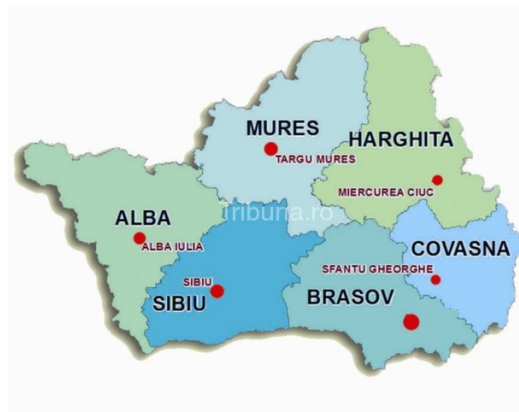 MURES
TARGU MURES
HARGHITA
MIERCUREA CIUC
ALBA
ALBA IULIA
Tribuna.ro
COVASNA
SFANTU GHEORGHE
SIBIU
SIBIU
BRASOV